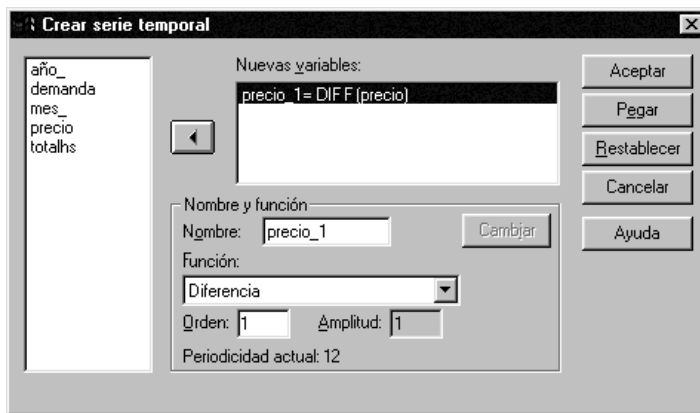 Crear serie temporal
año_
demanda
mes_
precio
totalhs
Nuevas variables:
precio_1= DIFF(precio)
Nombre y función
Nombre: precio_1
Cambiar
Función:
Diferencia
Orden: 1 Amplitud: 1
Periodicidad actual: 12
Aceptar
Pegar
Restablecer
Cancelar
Ayuda